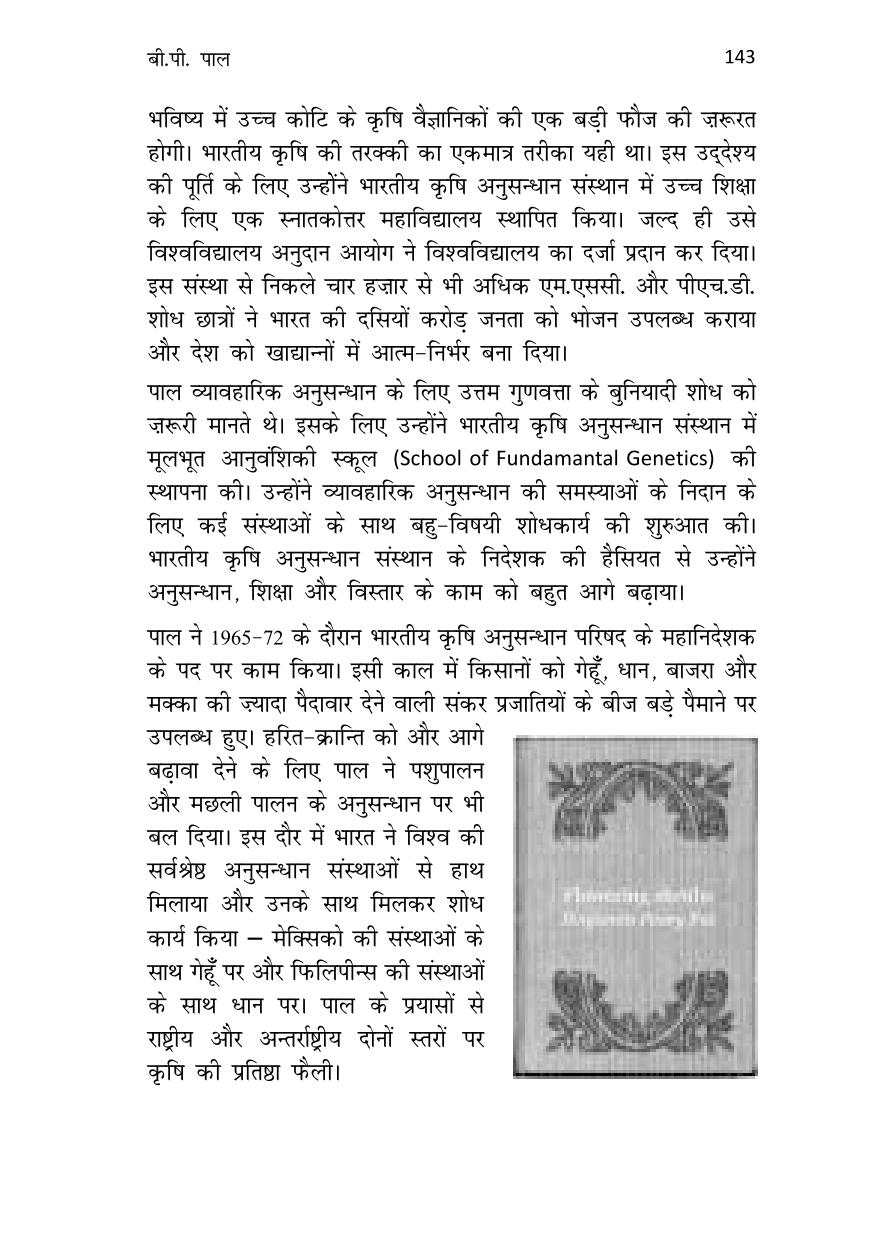 बी.पी. पाल 143
भविष्य में उच्च कोटि के कृषि वैज्ञानिकों की एक बड़ी फौज की ज़रूरत
होगी। भारतीय कृषि की तरक्की का एकमात्र तरीका यही था। इस उद्देश्य
की पूर्ति के लिए उन्होंने भारतीय कृषि अनुसन्धान संस्थान में उच्च शिक्षा
के लिए एक स्नातकोत्तर महाविद्यालय स्थापित किया। जल्द ही उसे
विश्वविद्यालय अनुदान आयोग ने विश्वविद्यालय का दर्जा प्रदान कर दिया।
इस संस्था से निकले चार हज़ार से भी अधिक एम.एससी. और पीएच.डी.
शोध छात्रों ने भारत की दसियों करोड़ जनता को भोजन उपलब्ध कराया
और देश को खाद्यान्नों में आत्म-निर्भर बना दिया।
पाल व्यावहारिक अनुसन्धान के लिए उत्तम गुणवत्ता के बुनियादी शोध को
ज़रूरी मानते थे। इसके लिए उन्होंने भारतीय कृषि अनुसन्धान संस्थान में
मूलभूत आनुवंशिकी स्कूल (School of Fundamantal Genetics) की
स्थापना की। उन्होंने व्यावहारिक अनुसन्धान की समस्याओं के निदान के
लिए कई संस्थाओं के साथ बहु-विषयी शोधकार्य की शुरुआत की।
भारतीय कृषि अनुसन्धान संस्थान के निदेशक की हैसियत से उन्होंने
अनुसन्धान, शिक्षा और विस्तार के काम को बहुत आगे बढ़ाया।
पाल ने 1965-72 के दौरान भारतीय कृषि अनुसन्धान परिषद के महानिदेशक
के पद पर काम किया। इसी काल में किसानों को गेहूँ, धान, बाजरा और
मक्का की ज़्यादा पैदावार देने वाली संकर प्रजातियों के बीज बड़े पैमाने पर
उपलब्ध हुए। हरित-क्रान्ति को और आगे
बढ़ावा देने के लिए पाल ने पशुपालन
और मछली पालन के अनुसन्धान पर भी
बल दिया। इस दौर में भारत ने विश्व की
सर्वश्रेष्ठ अनुसन्धान संस्थाओं से हाथ
मिलाया और उनके साथ मिलकर शोध
कार्य किया – मेक्सिको की संस्थाओं के
साथ गेहूँ पर और फिलिपीन्स की संस्थाओं
के साथ धान पर। पाल के प्रयासों से
राष्ट्रीय और अन्तर्राष्ट्रीय दोनों स्तरों पर
कृषि की प्रतिष्ठा फैली।